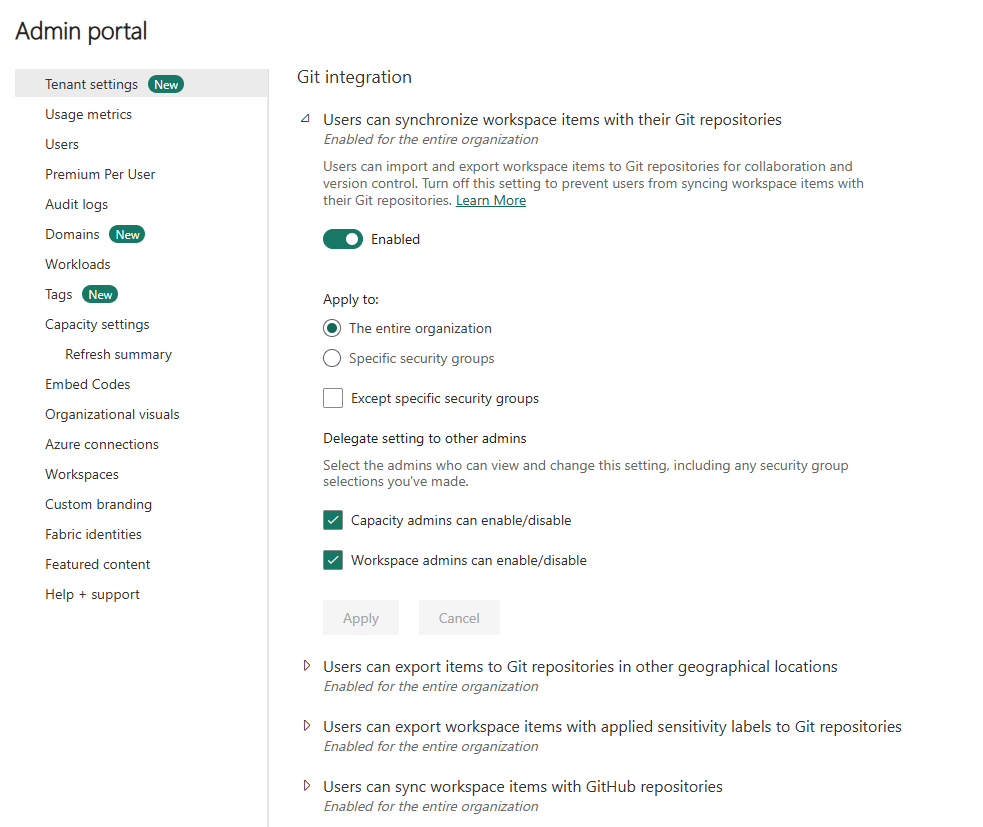 Admin portal
Tenant settings New
Usage metrics
Users
Premium Per User
Audit logs
Domains New
Workloads
Tags New
Capacity settings
Refresh summary
Embed Codes
Organizational visuals
Azure connections
Workspaces
Custom branding
Fabric identities
Featured content
Help + support
Git integration
Users can synchronize workspace items with their Git repositories
Enabled for the entire organization
Users can import and export workspace items to Git repositories for collaboration and
version control. Turn off this setting to prevent users from syncing workspace items with
their Git repositories. Learn More
Enabled
Apply to:
The entire organization
Specific security groups
Except specific security groups
Delegate setting to other admins
Select the admins who can view and change this setting, including any security group
selections you've made.
Capacity admins can enable/disable
Workspace admins can enable/disable
Apply Cancel
Users can export items to Git repositories in other geographical locations
Enabled for the entire organization
Users can export workspace items with applied sensitivity labels to Git repositories
Enabled for the entire organization
Users can sync workspace items with GitHub repositories
Enabled for the entire organization